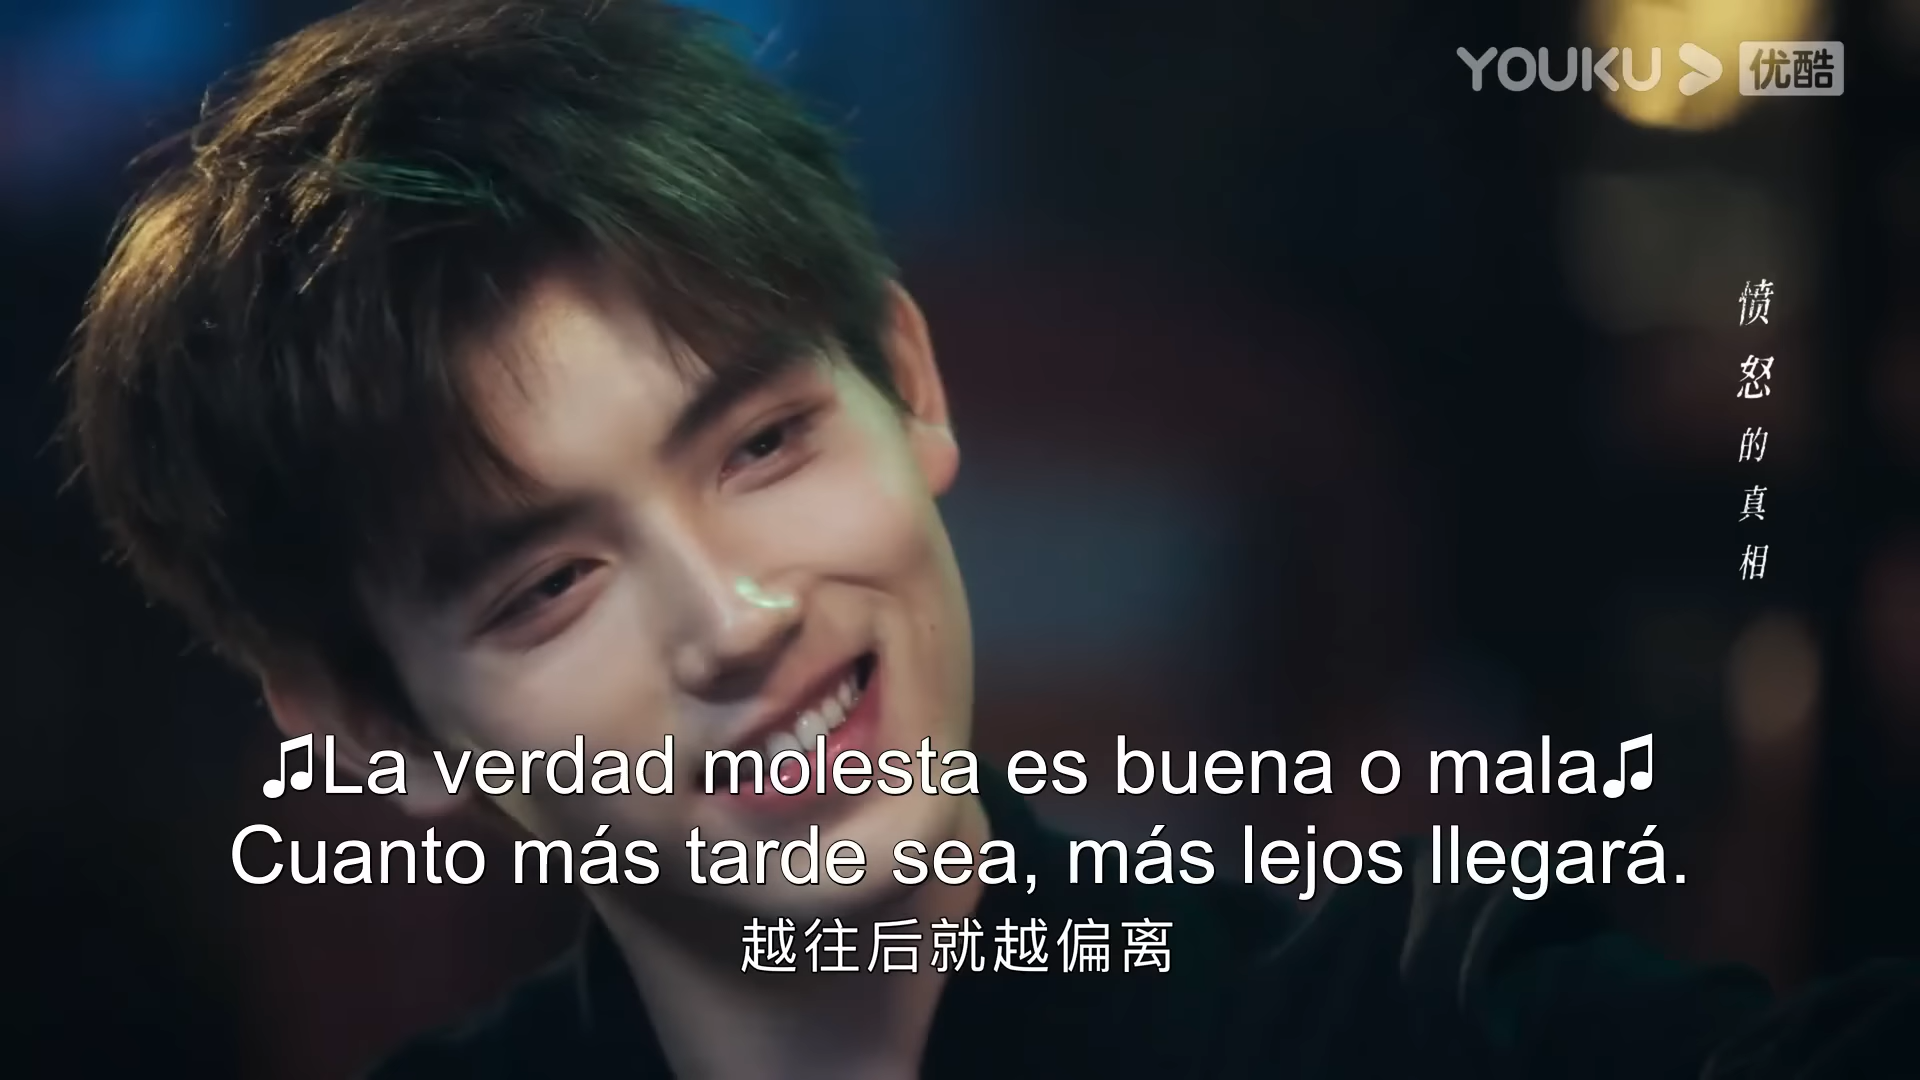 YOUKU 优酷
愤怒的真相
♫La verdad molesta es buena o mala♫
Cuanto más tarde sea, más lejos llegará.
越往后就越偏离